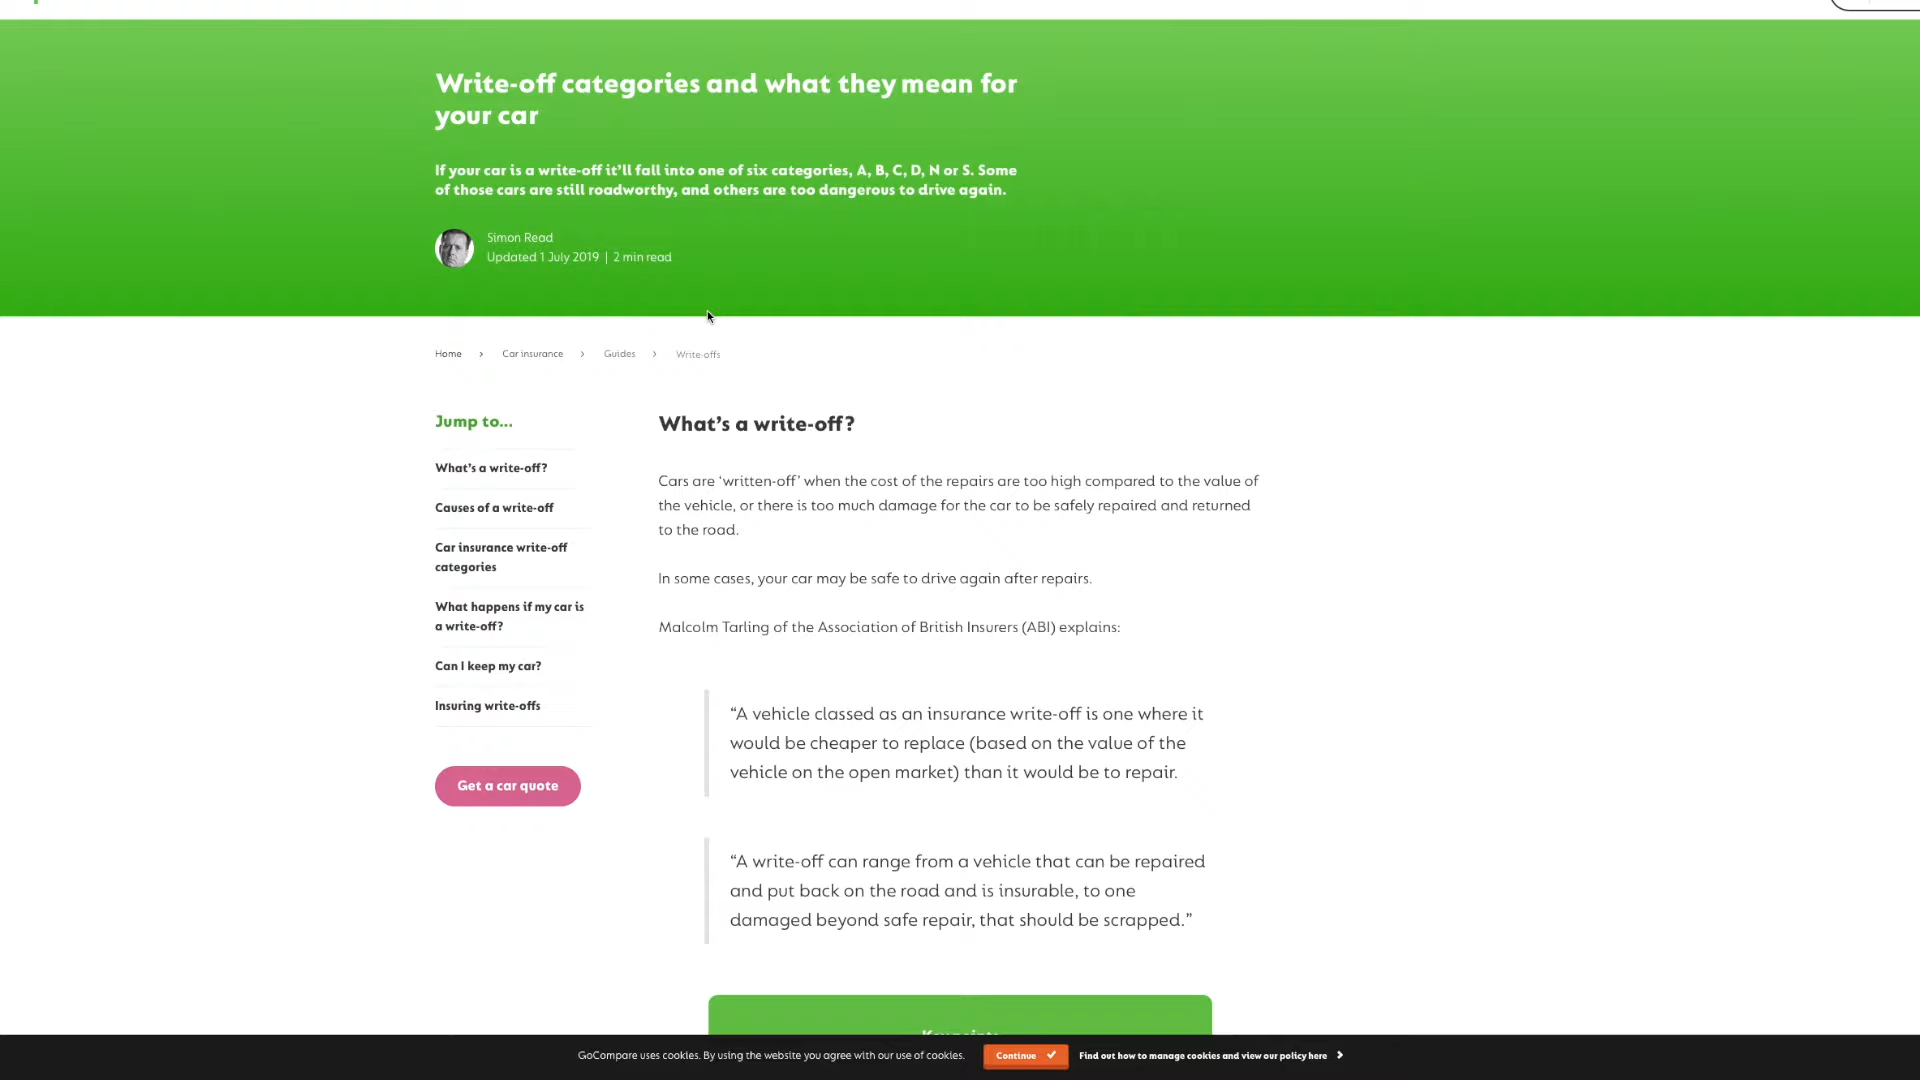 Write-off categories and what they mean for
your car
If your car is a write-off it’ll fall into one of six categories, A, B, C, D, N or S. Some
of those cars are still roadworthy, and others are too dangerous to drive again.
Simon Read
Updated 1 July 2019 | 2 min read
Home > Car insurance > Guides > Write-offs
Jump to...
What’s a write-off?
Causes of a write-off
Car insurance write-off
categories
What happens if my car is
a write-off?
Can I keep my car?
Insuring write-offs
Get a car quote
What’s a write-off?
Cars are ‘written-off’ when the cost of the repairs are too high compared to the value of
the vehicle, or there is too much damage for the car to be safely repaired and returned
to the road.
In some cases, your car may be safe to drive again after repairs.
Malcolm Tarling of the Association of British Insurers (ABI) explains:
“A vehicle classed as an insurance write-off is one where it
would be cheaper to replace (based on the value of the
vehicle on the open market) than it would be to repair.
“A write-off can range from a vehicle that can be repaired
and put back on the road and is insurable, to one
damaged beyond safe repair, that should be scrapped.”
Key points
GoCompare uses cookies. By using the website you agree with our use of cookies. Continue Find out how to manage cookies and view our policy here